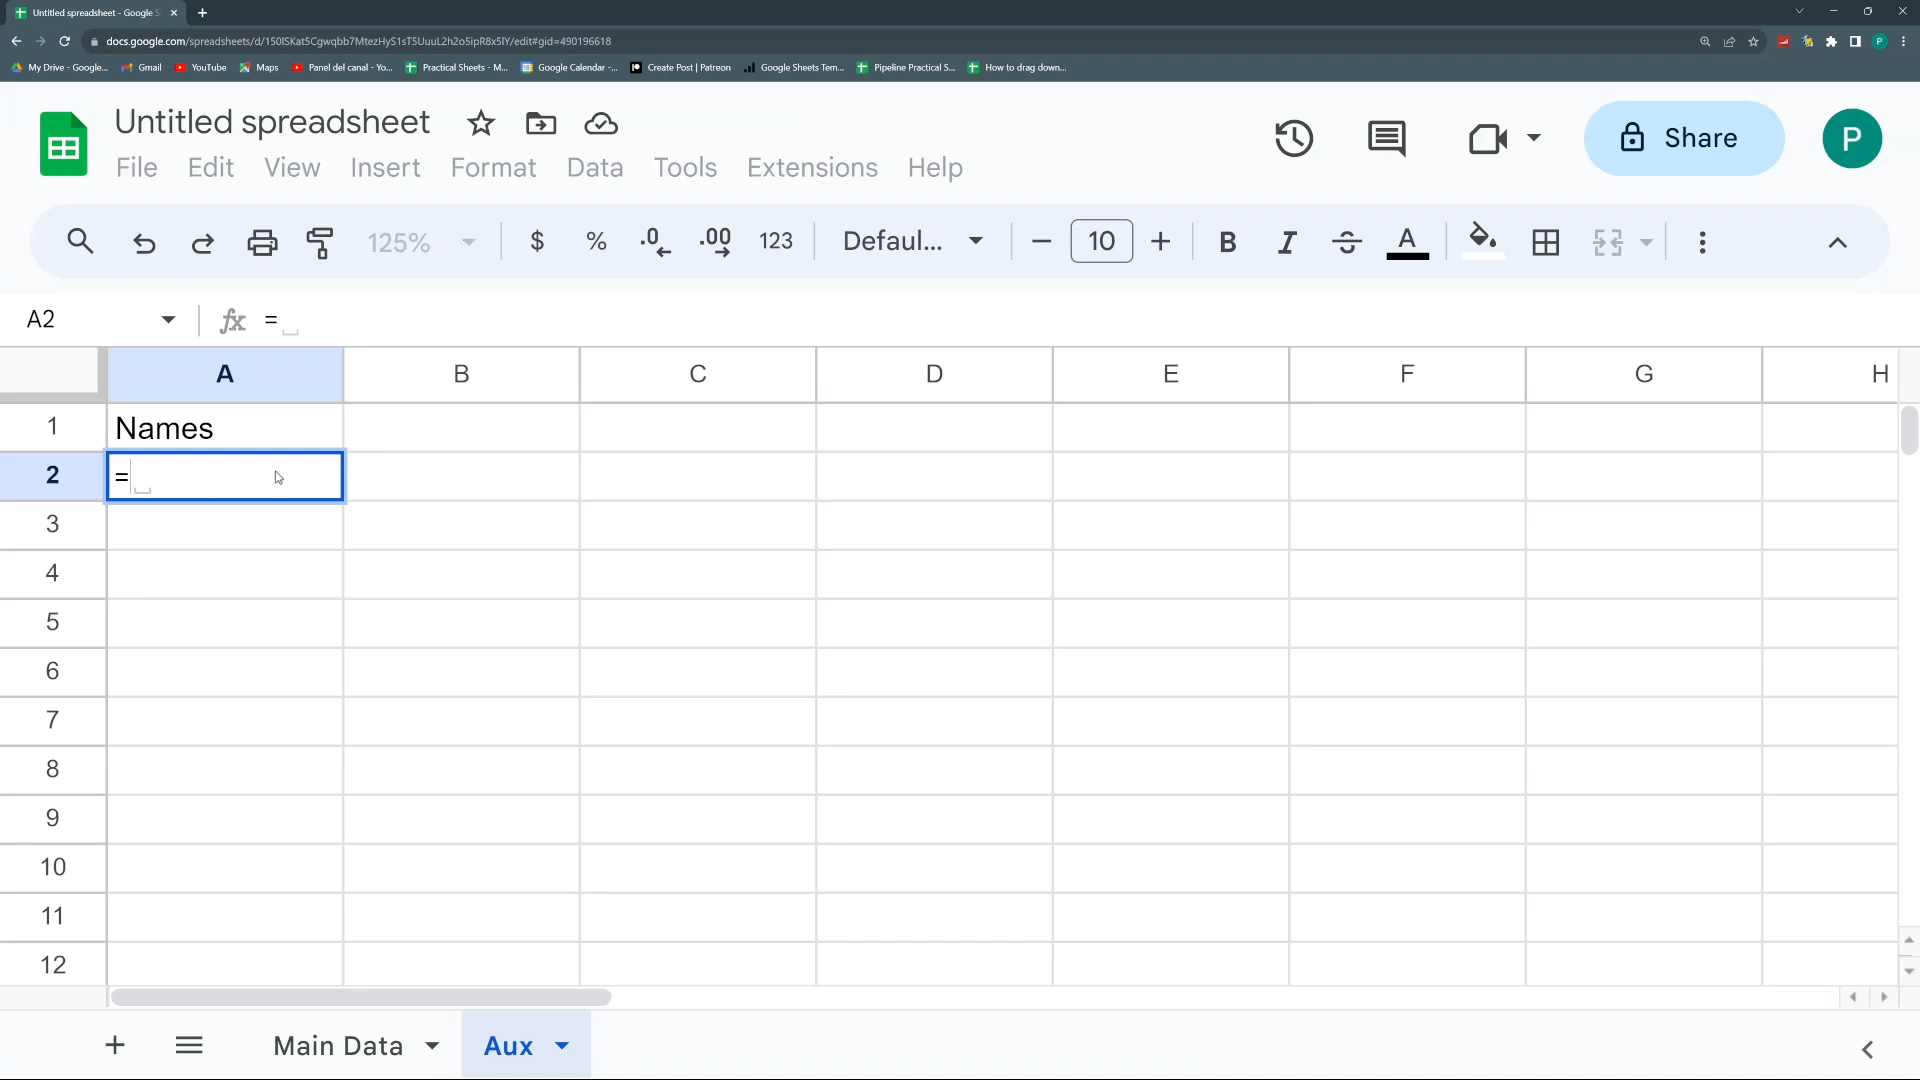 Untitled spreadsheet - Google S
docs.google.com/spreadsheets/d/150ISKat5Cgwqbb7MtezHyS1sT5UuuL2h2o5ipR8x5IY/edit#gid=490196618
P
My Drive - Google... Gmail YouTube Maps Panel del canal - Yo... Practical Sheets - M... Google Calendar -... Create Post | Patreon Google Sheets Tem... Pipeline Practical S... How to drag down...
Untitled spreadsheet
File Edit View Insert Format Data Tools Extensions Help
Share
P
125% $ % .0 .00 123 Defaul... 10 B I S A
A2 fx =
A B C D E F G H
1 Names
2 =
3
4
5
6
7
8
9
10
11
12
Main Data Aux